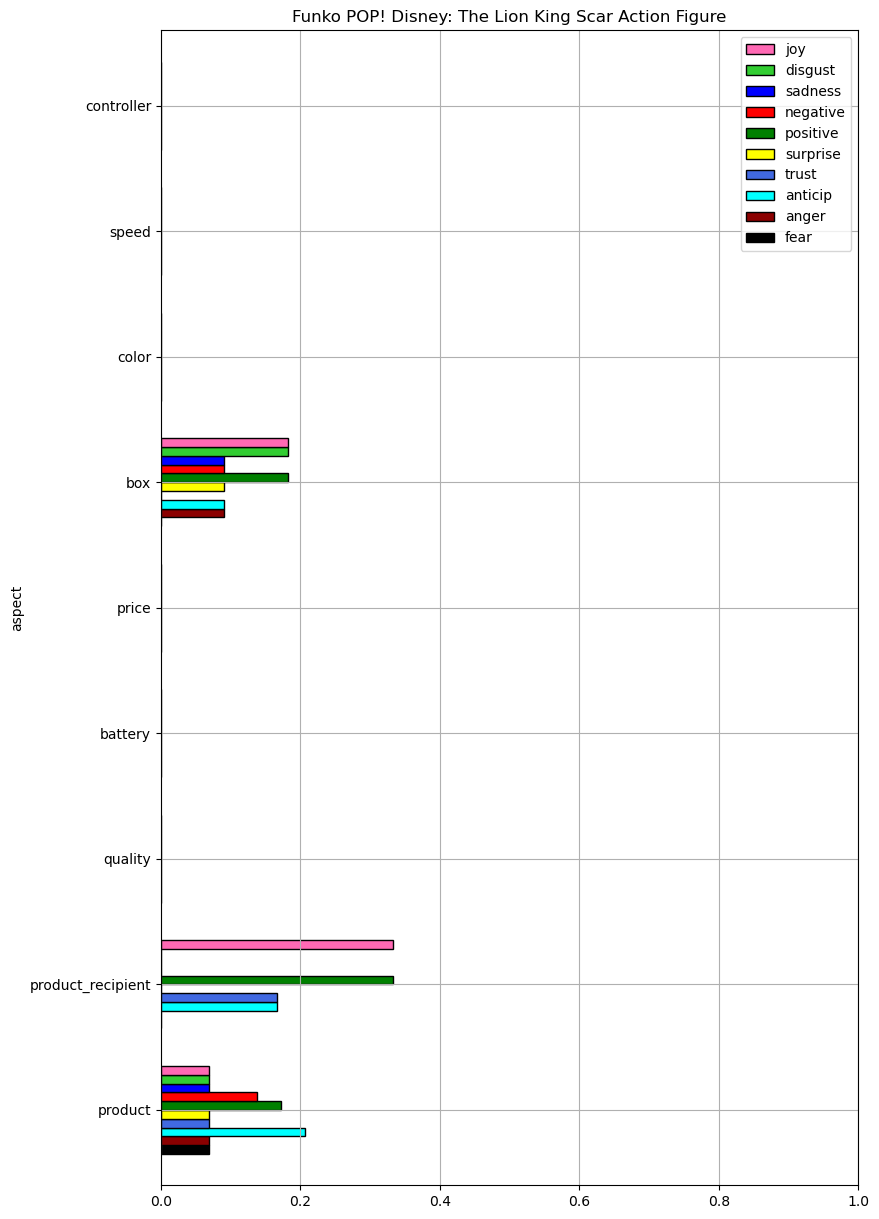 Funko POP! Disney: The Lion King Scar Action Figure
joy
disgust
sadness
negative
positive
surprise
trust
anticip
anger
fear
controller
speed
color
box
price
battery
quality
product_recipient
product
aspect
0.0 0.2 0.4 0.6 0.8 1.0